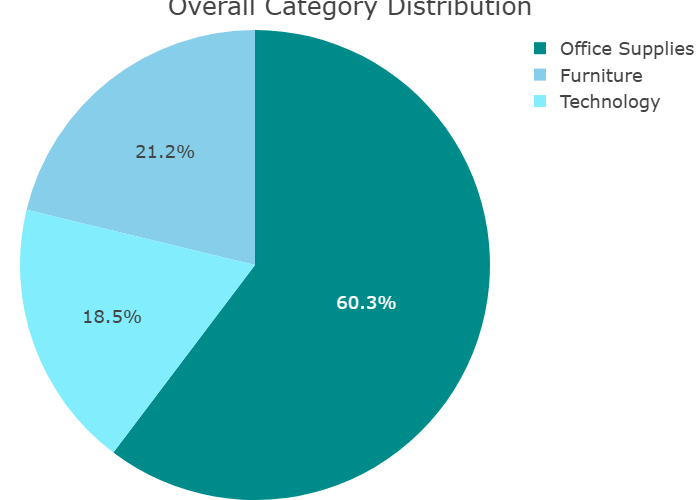 Overall Category Distribution
Office Supplies
Furniture
Technology
21.2%
60.3%
18.5%